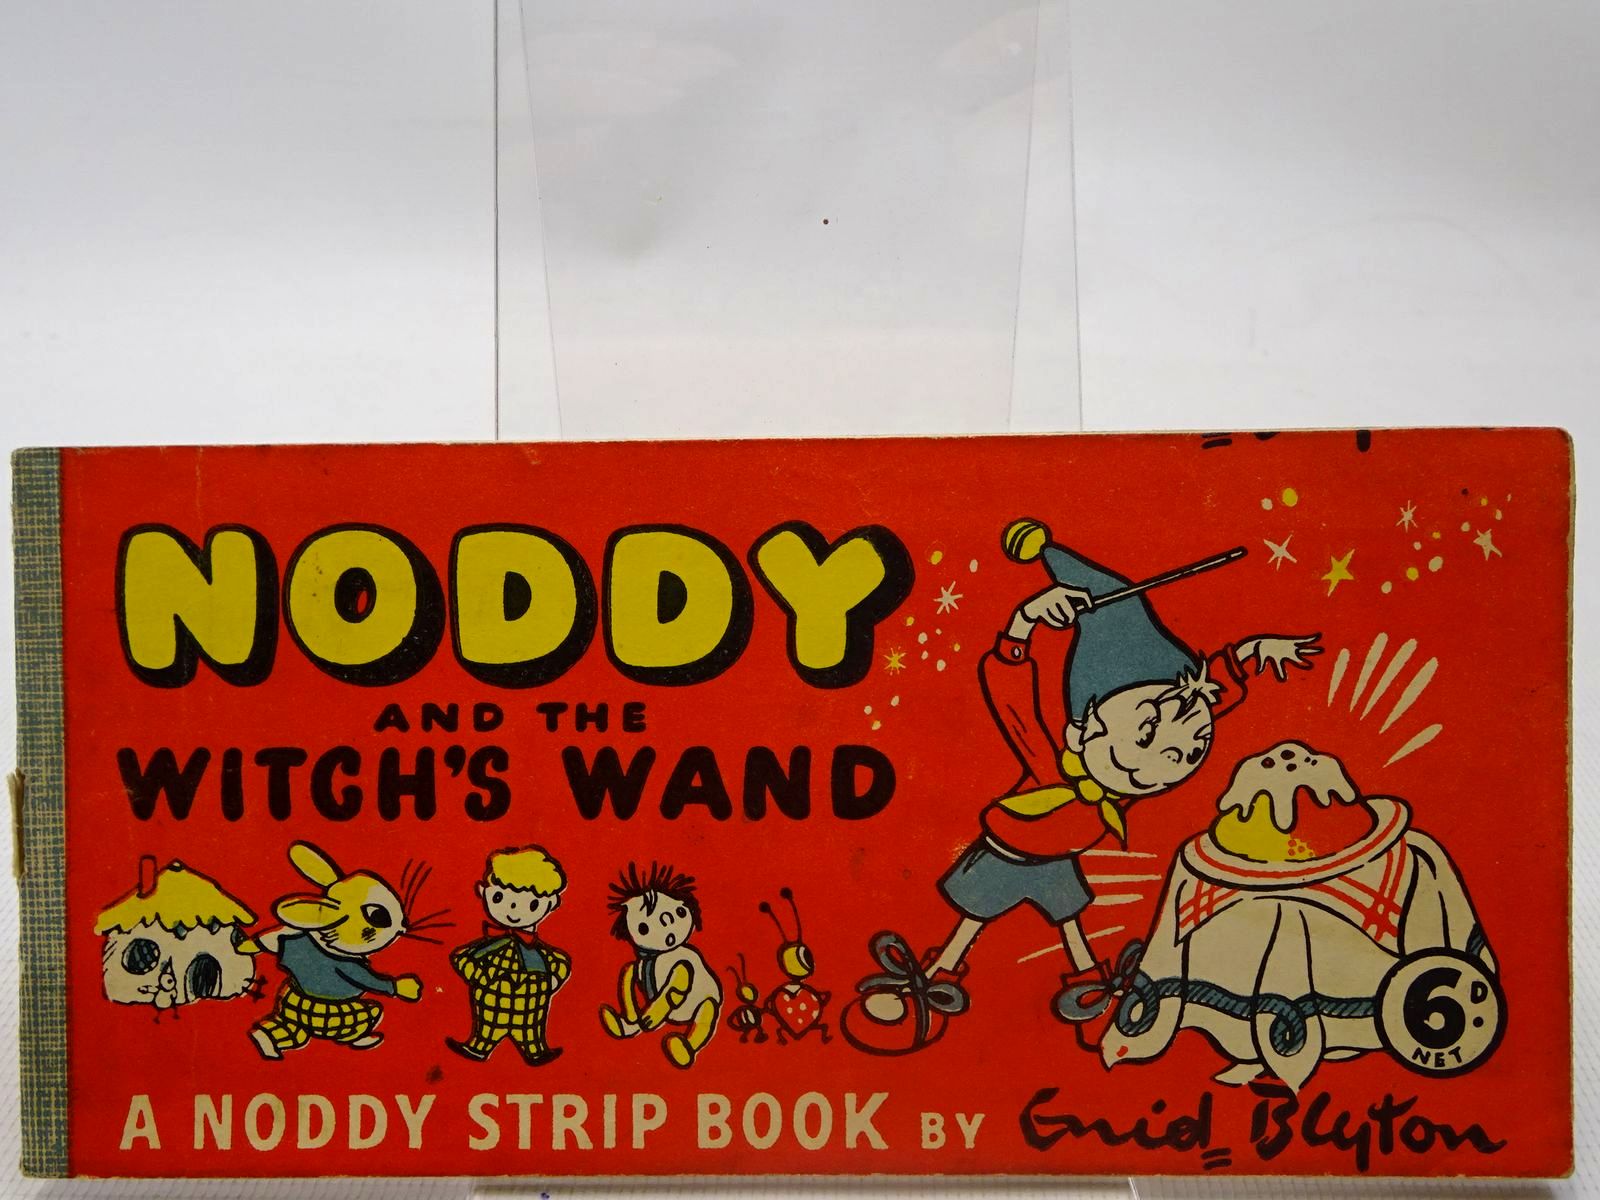 NODDY
AND THE
WITCH'S WAND
6D.
NET
A NODDY STRIP BOOK BY Enid Blyton